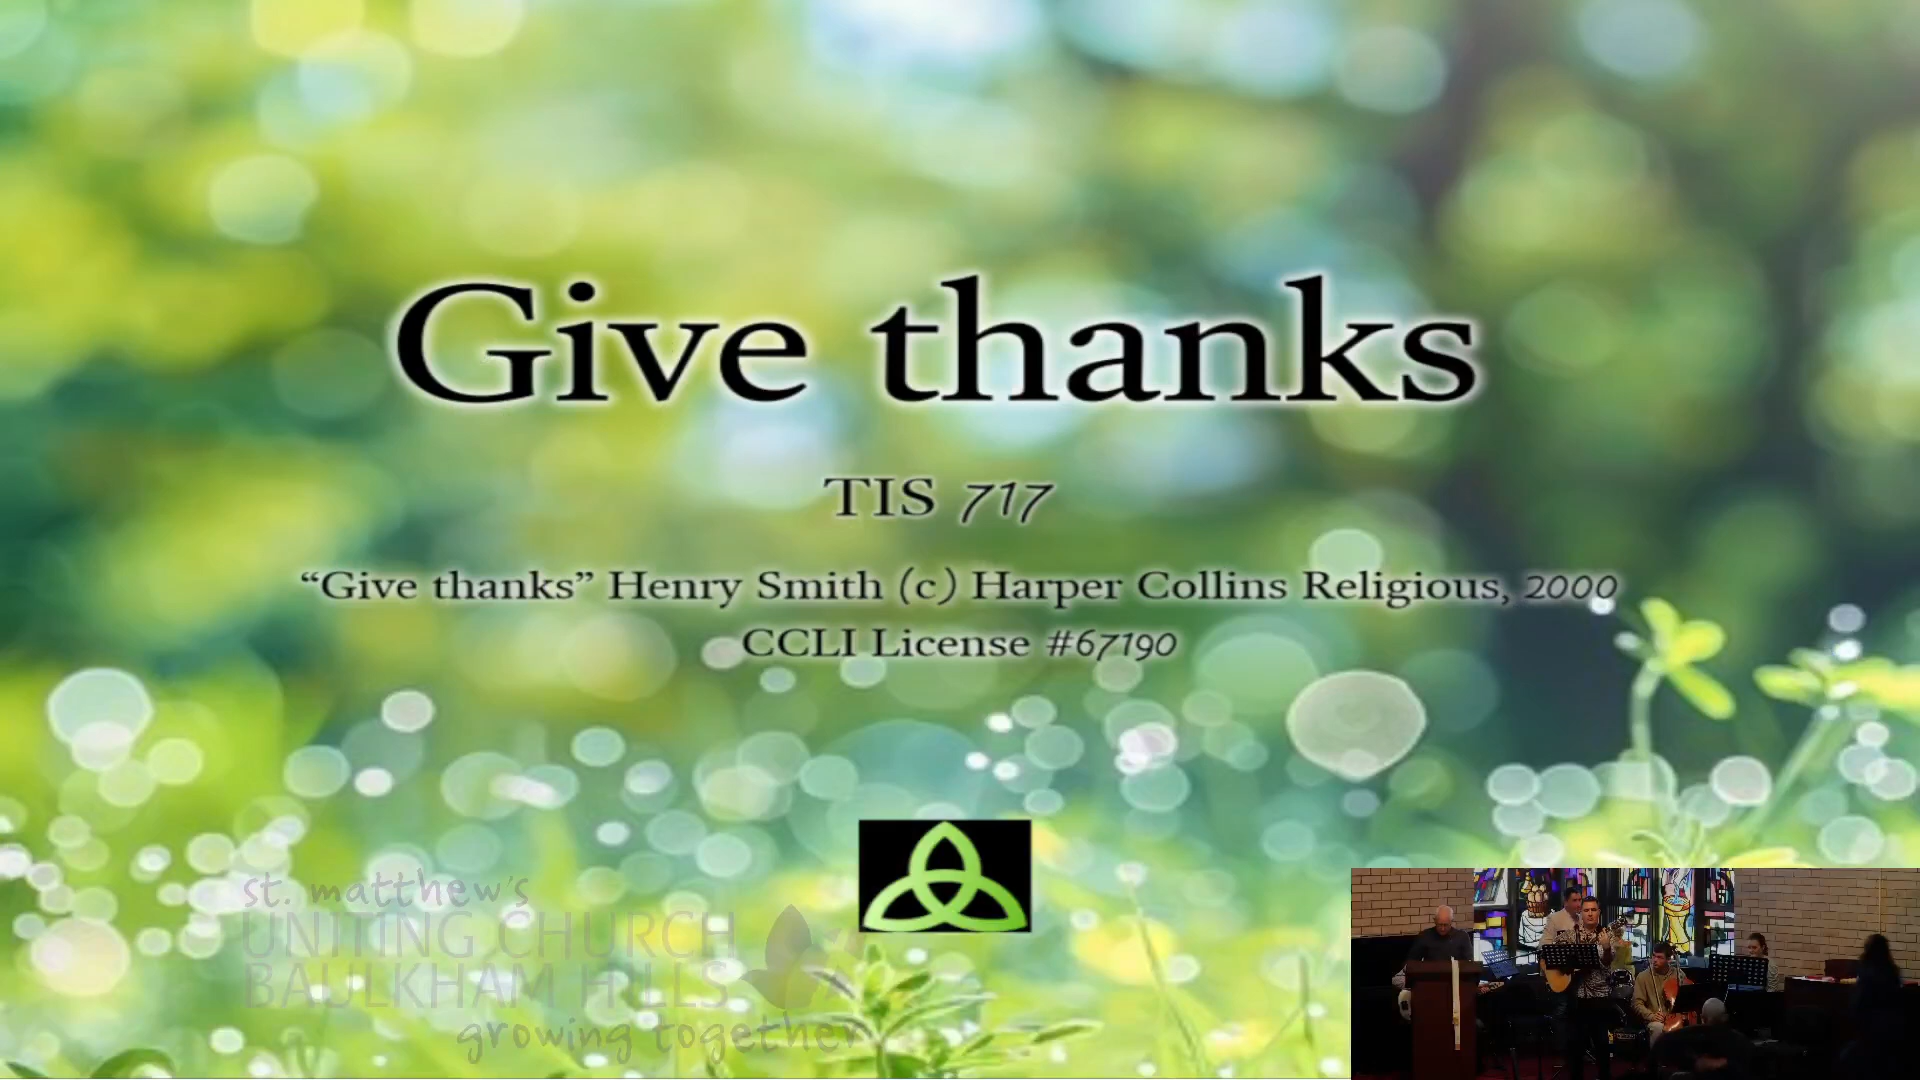 Give thanks
TIS 717
“Give thanks” Henry Smith (c) Harper Collins Religious, 2000
CCLI License #67190
st. matthew's
UNITING CHURCH
BAULKHAM HILLS
growing together